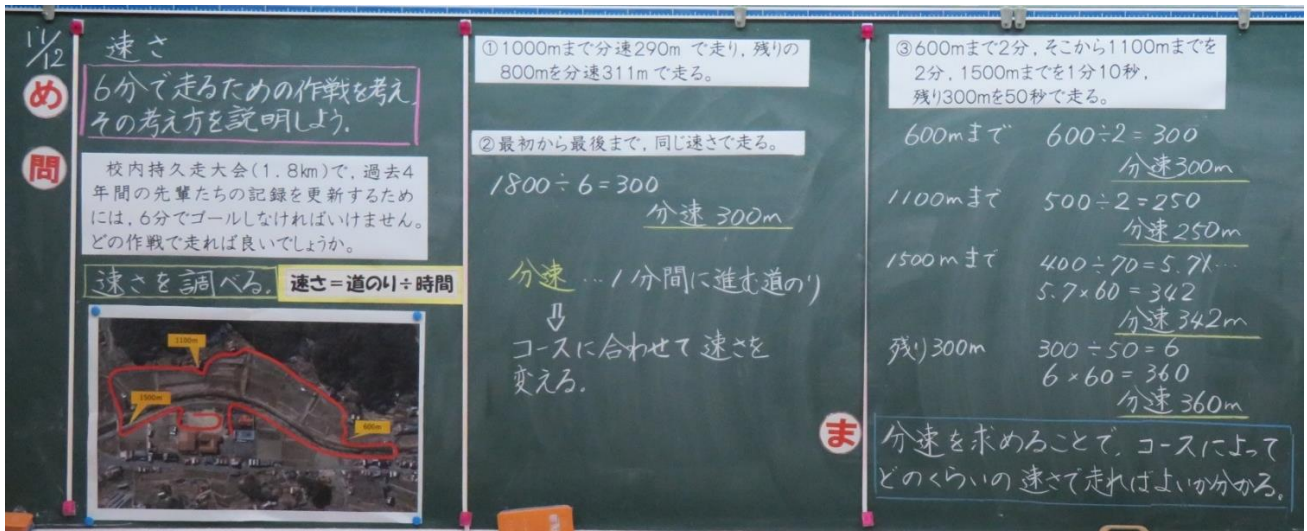 11/12
速さ
め
6分で走るための作戦を考え,
その考え方を説明しよう.
問
校内持久走大会(1.8km)で,過去4
年間の先輩たちの記録を更新するため
には,6分でゴールしなければいけません。
どの作戦で走れば良いでしょうか。
速さを調べる.
速さ=道のり÷時間
1100m
1500m
600m
①1000mまで分速290mで走り,残りの
800mを分速311mで走る。
②最初から最後まで,同じ速さで走る。
1800÷6=300
分速300m
分速…1分間に進む道のり
⇩
コースに合わせて速さを
変える.
③600mまで2分,そこから1100mまでを
2分,1500mまでを1分10秒,
残り300mを50秒で走る。
600mまで 600÷2=300
分速300m
1100mまで 500÷2=250
分速250m
1500mまで 400÷70=5.71…
5.7×60=342
分速342m
残り300m 300÷50=6
6×60=360
分速360m
ま
分速を求めることで,コースによって
どのくらいの速さで走ればよいか分かる。